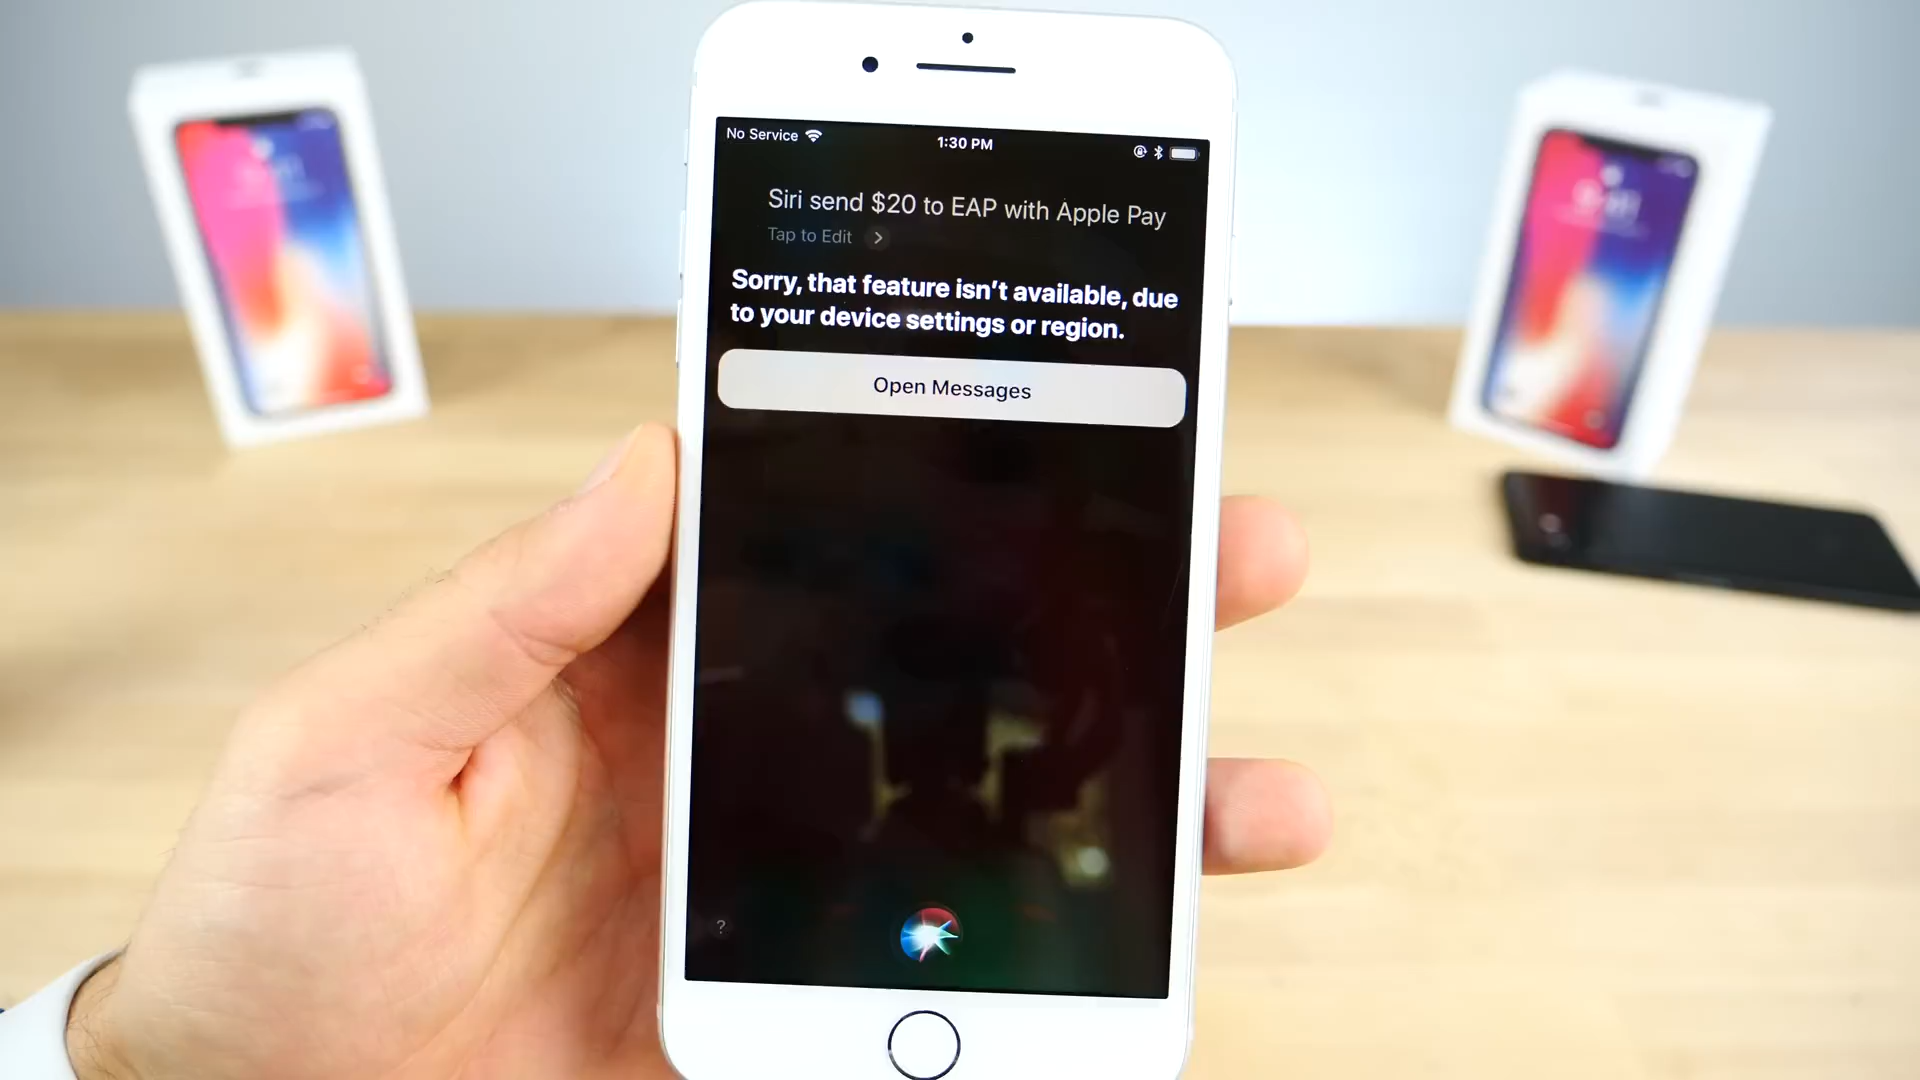 No Service
1:30 PM
Siri send $20 to EAP with Apple Pay
Tap to Edit >
Sorry, that feature isn't available, due
to your device settings or region.
Open Messages
?